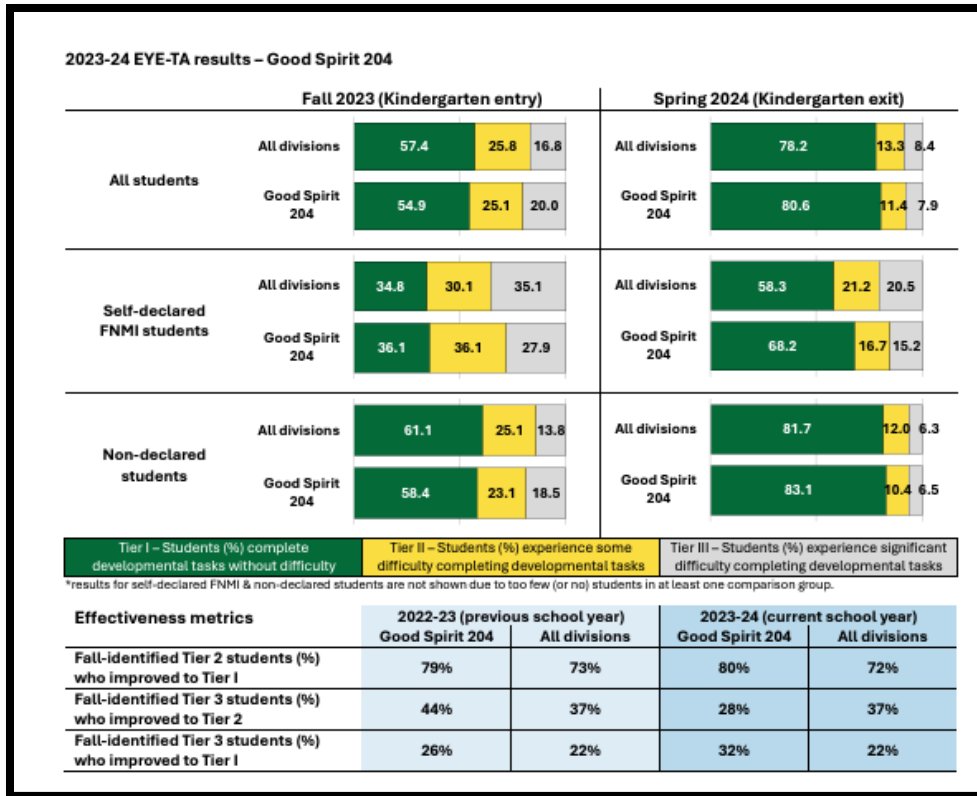 2023-24 EYE-TA results – Good Spirit 204
Fall 2023 (Kindergarten entry)
Spring 2024 (Kindergarten exit)
All students
All divisions
57.4 25.8 16.8
All divisions
78.2 13.3 8.4
Good Spirit
204
54.9 25.1 20.0
Good Spirit
204
80.6 11.4 7.9
Self-declared
FNMI students
All divisions
34.8 30.1 35.1
All divisions
58.3 21.2 20.5
Good Spirit
204
36.1 36.1 27.9
Good Spirit
204
68.2 16.7 15.2
Non-declared
students
All divisions
61.1 25.1 13.8
All divisions
81.7 12.0 6.3
Good Spirit
204
58.4 23.1 18.5
Good Spirit
204
83.1 10.4 6.5
Tier I – Students (%) complete
developmental tasks without difficulty
Tier II – Students (%) experience some
difficulty completing developmental tasks
Tier III – Students (%) experience significant
difficulty completing developmental tasks
*results for self-declared FNMI & non-declared students are not shown due to too few (or no) students in at least one comparison group.
Effectiveness metrics
2022-23 (previous school year)
2023-24 (current school year)
Good Spirit 204 All divisions Good Spirit 204 All divisions
Fall-identified Tier 2 students (%)
who improved to Tier I
79% 73% 80% 72%
Fall-identified Tier 3 students (%)
who improved to Tier 2
44% 37% 28% 37%
Fall-identified Tier 3 students (%)
who improved to Tier I
26% 22% 32% 22%